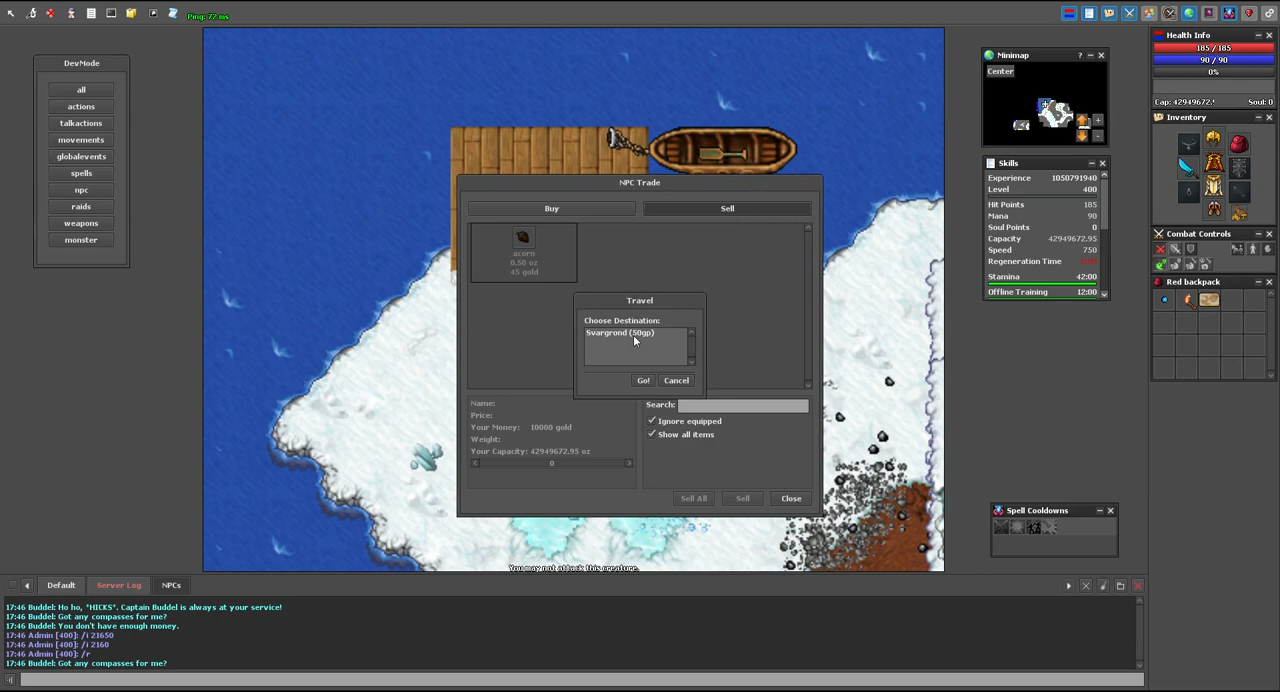 Ping: 72 ms
DevMode
all
actions
talkactions
movements
globalevents
spells
npc
raids
weapons
monster
NPC Trade
Buy
Sell
acorn
0.50 oz
45 gold
Travel
Choose Destination:
Svargrond (50gp)
Go!
Cancel
Name:
Price:
Your Money: 10000 gold
Weight:
Your Capacity: 42949672.95 oz
0
Search:
Ignore equipped
Show all items
Sell All
Sell
Close
You may not attack this creature.
Minimap
?
Center
Skills
Experience 1050791940
Level 400
Hit Points 185
Mana 90
Soul Points 0
Capacity 42949672.95
Speed 750
Regeneration Time
Stamina 42:00
Offline Training 12:00
Spell Cooldowns
Health Info
185 / 185
90 / 90
0%
Cap: 42949672.
Soul: 0
Inventory
Combat Controls
Red backpack
Default
Server Log
NPCs
17:46 Buddel: Ho ho, *HICKS*. Captain Buddel is always at your service!
17:46 Buddel: Got any compasses for me?
17:46 Buddel: You don't have enough money.
17:46 Admin [400]: /i 21650
17:46 Admin [400]: /i 2160
17:46 Admin [400]: /r
17:46 Buddel: Got any compasses for me?